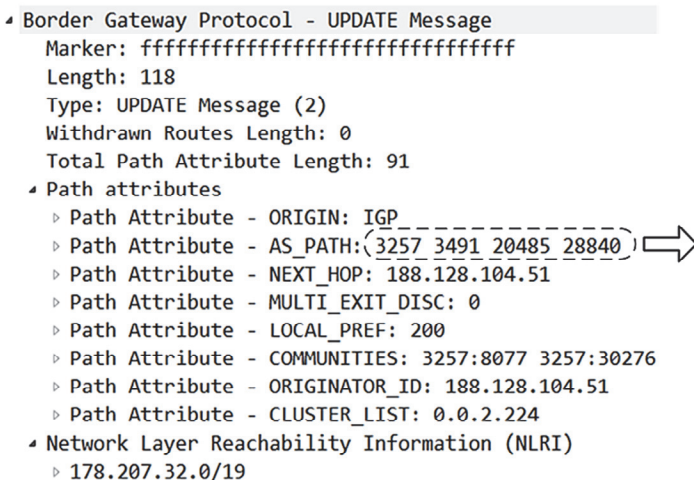 Border Gateway Protocol - UPDATE Message
Marker: ffffffffffffffffffffffffffffffff
Length: 118
Type: UPDATE Message (2)
Withdrawn Routes Length: 0
Total Path Attribute Length: 91
Path attributes
Path Attribute - ORIGIN: IGP
Path Attribute - AS_PATH: 3257 3491 20485 28840
Path Attribute - NEXT_HOP: 188.128.104.51
Path Attribute - MULTI_EXIT_DISC: 0
Path Attribute - LOCAL_PREF: 200
Path Attribute - COMMUNITIES: 3257:8077 3257:30276
Path Attribute - ORIGINATOR_ID: 188.128.104.51
Path Attribute - CLUSTER_LIST: 0.0.2.224
Network Layer Reachability Information (NLRI)
178.207.32.0/19